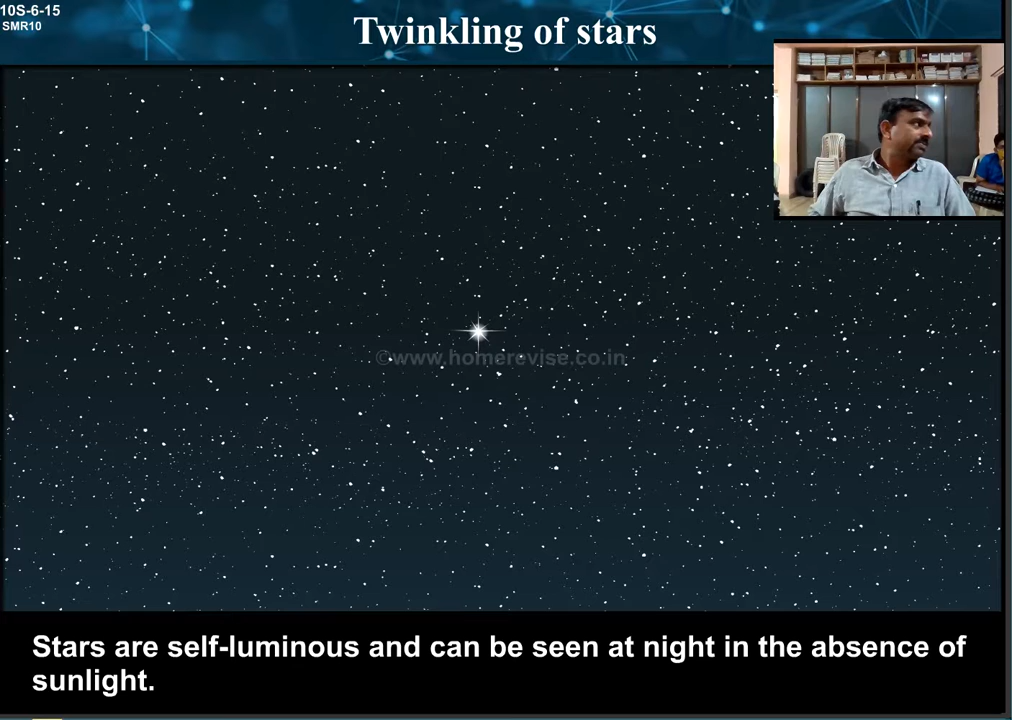 10S-6-15
SMR10
Twinkling of stars
©www.homerevise.co.in
Stars are self-luminous and can be seen at night in the absence of
sunlight.